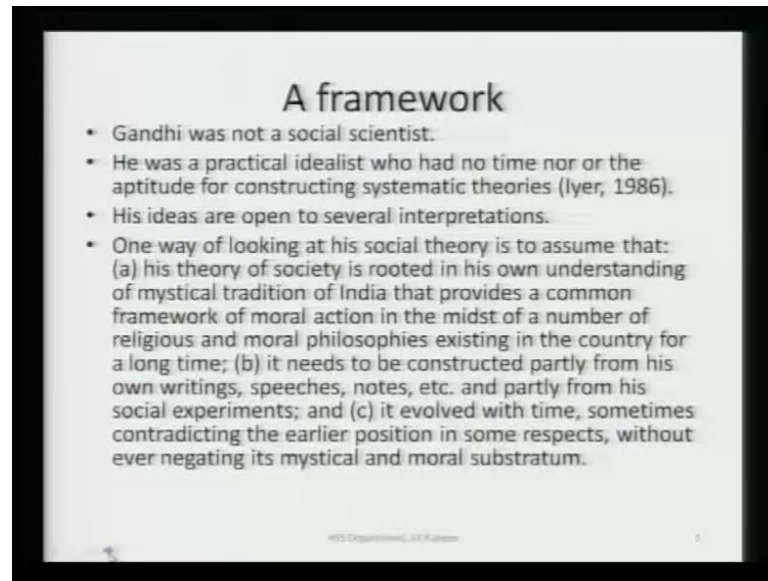 A framework
• Gandhi was not a social scientist.
• He was a practical idealist who had no time nor or the
aptitude for constructing systematic theories (Iyer, 1986).
• His ideas are open to several interpretations.
• One way of looking at his social theory is to assume that:
(a) his theory of society is rooted in his own understanding
of mystical tradition of India that provides a common
framework of moral action in the midst of a number of
religious and moral philosophies existing in the country for
a long time; (b) it needs to be constructed partly from his
own writings, speeches, notes, etc. and partly from his
social experiments; and (c) it evolved with time, sometimes
contradicting the earlier position in some respects, without
ever negating its mystical and moral substratum.